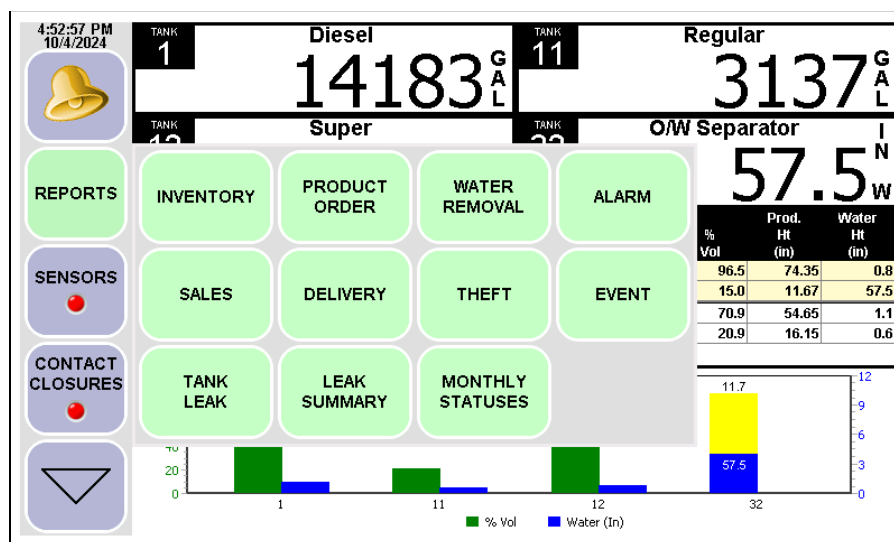 4:52:57 PM
10/4/2024
TANK
1
Diesel
14183
GAL
TANK
11
Regular
3137
GAL
TANK
Super
TANK
O/W Separator
57.5
IN W
REPORTS
SENSORS
CONTACT
CLOSURES
INVENTORY
PRODUCT
ORDER
WATER
REMOVAL
ALARM
SALES
DELIVERY
THEFT
EVENT
TANK
LEAK
LEAK
SUMMARY
MONTHLY
STATUSES
%
Vol
Prod.
Ht
(in)
Water
Ht
(in)
96.5 74.35 0.8
15.0 11.67 57.5
70.9 54.65 1.1
20.9 16.15 0.6
20
0
11.7
57.5
12
9
6
3
0
1 11 12 32
% Vol Water (In)